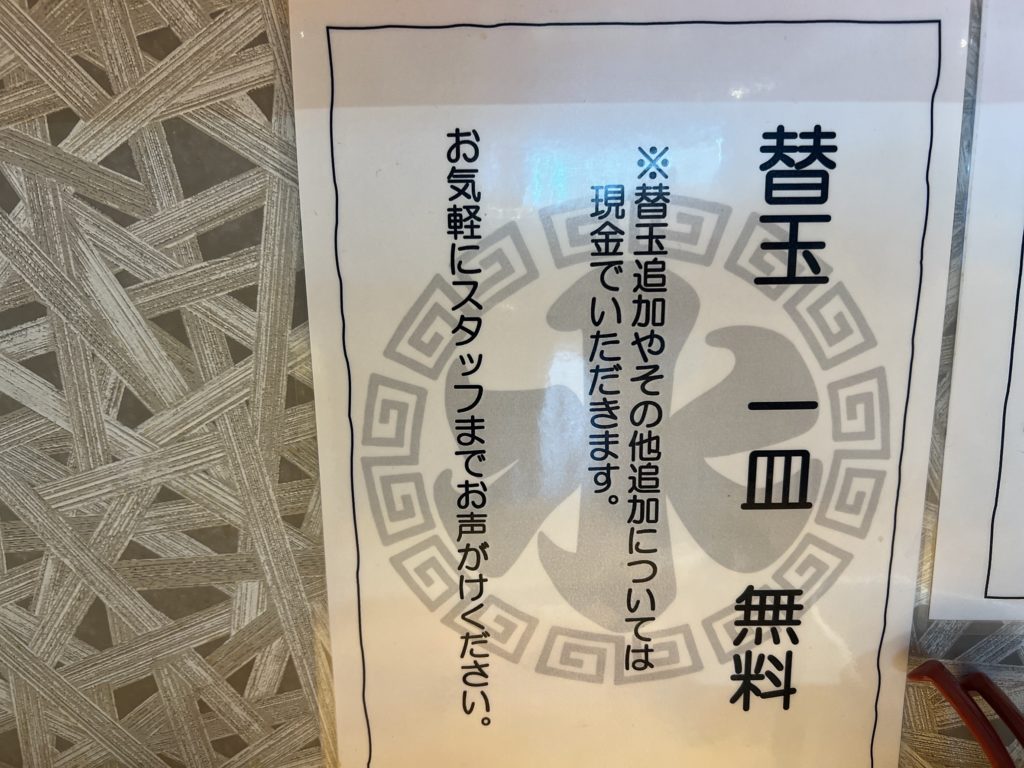 替玉 一皿 無料
※替玉追加やその他追加については
現金でいただきます。
お気軽にスタッフまでお声がけください。